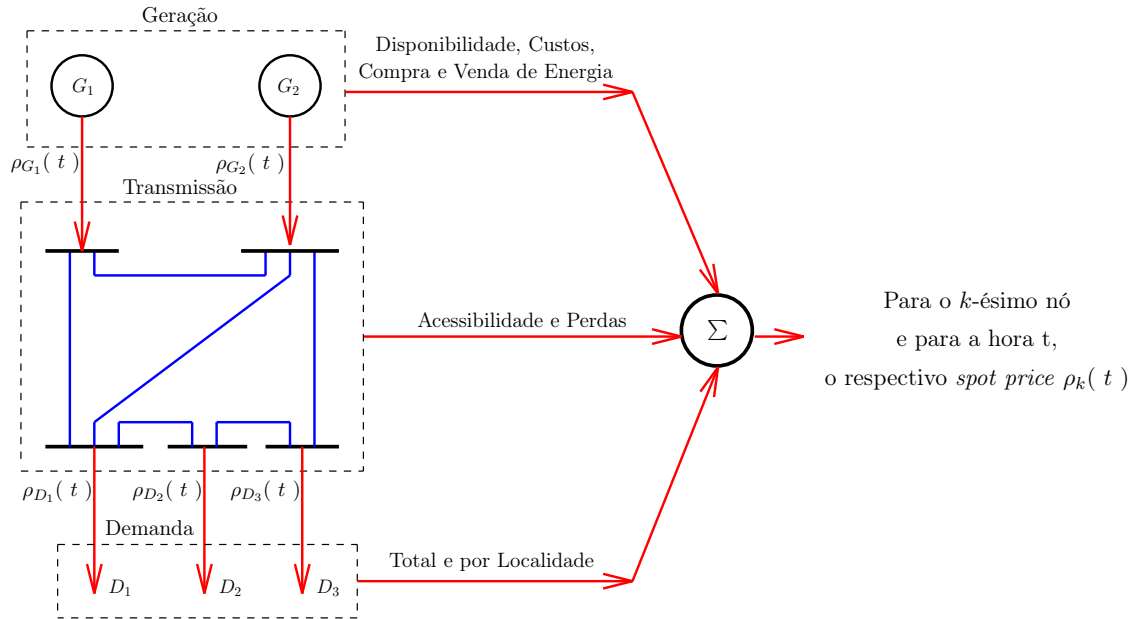 Geração
G1
G2
Disponibilidade, Custos,
Compra e Venda de Energia
ρG1( t )
ρG2( t )
Transmissão
Acessibilidade e Perdas
Σ
Para o k-ésimo nó
e para a hora t,
o respectivo spot price ρk( t )
ρD1( t )
ρD2( t )
ρD3( t )
Demanda
Total e por Localidade
D1
D2
D3